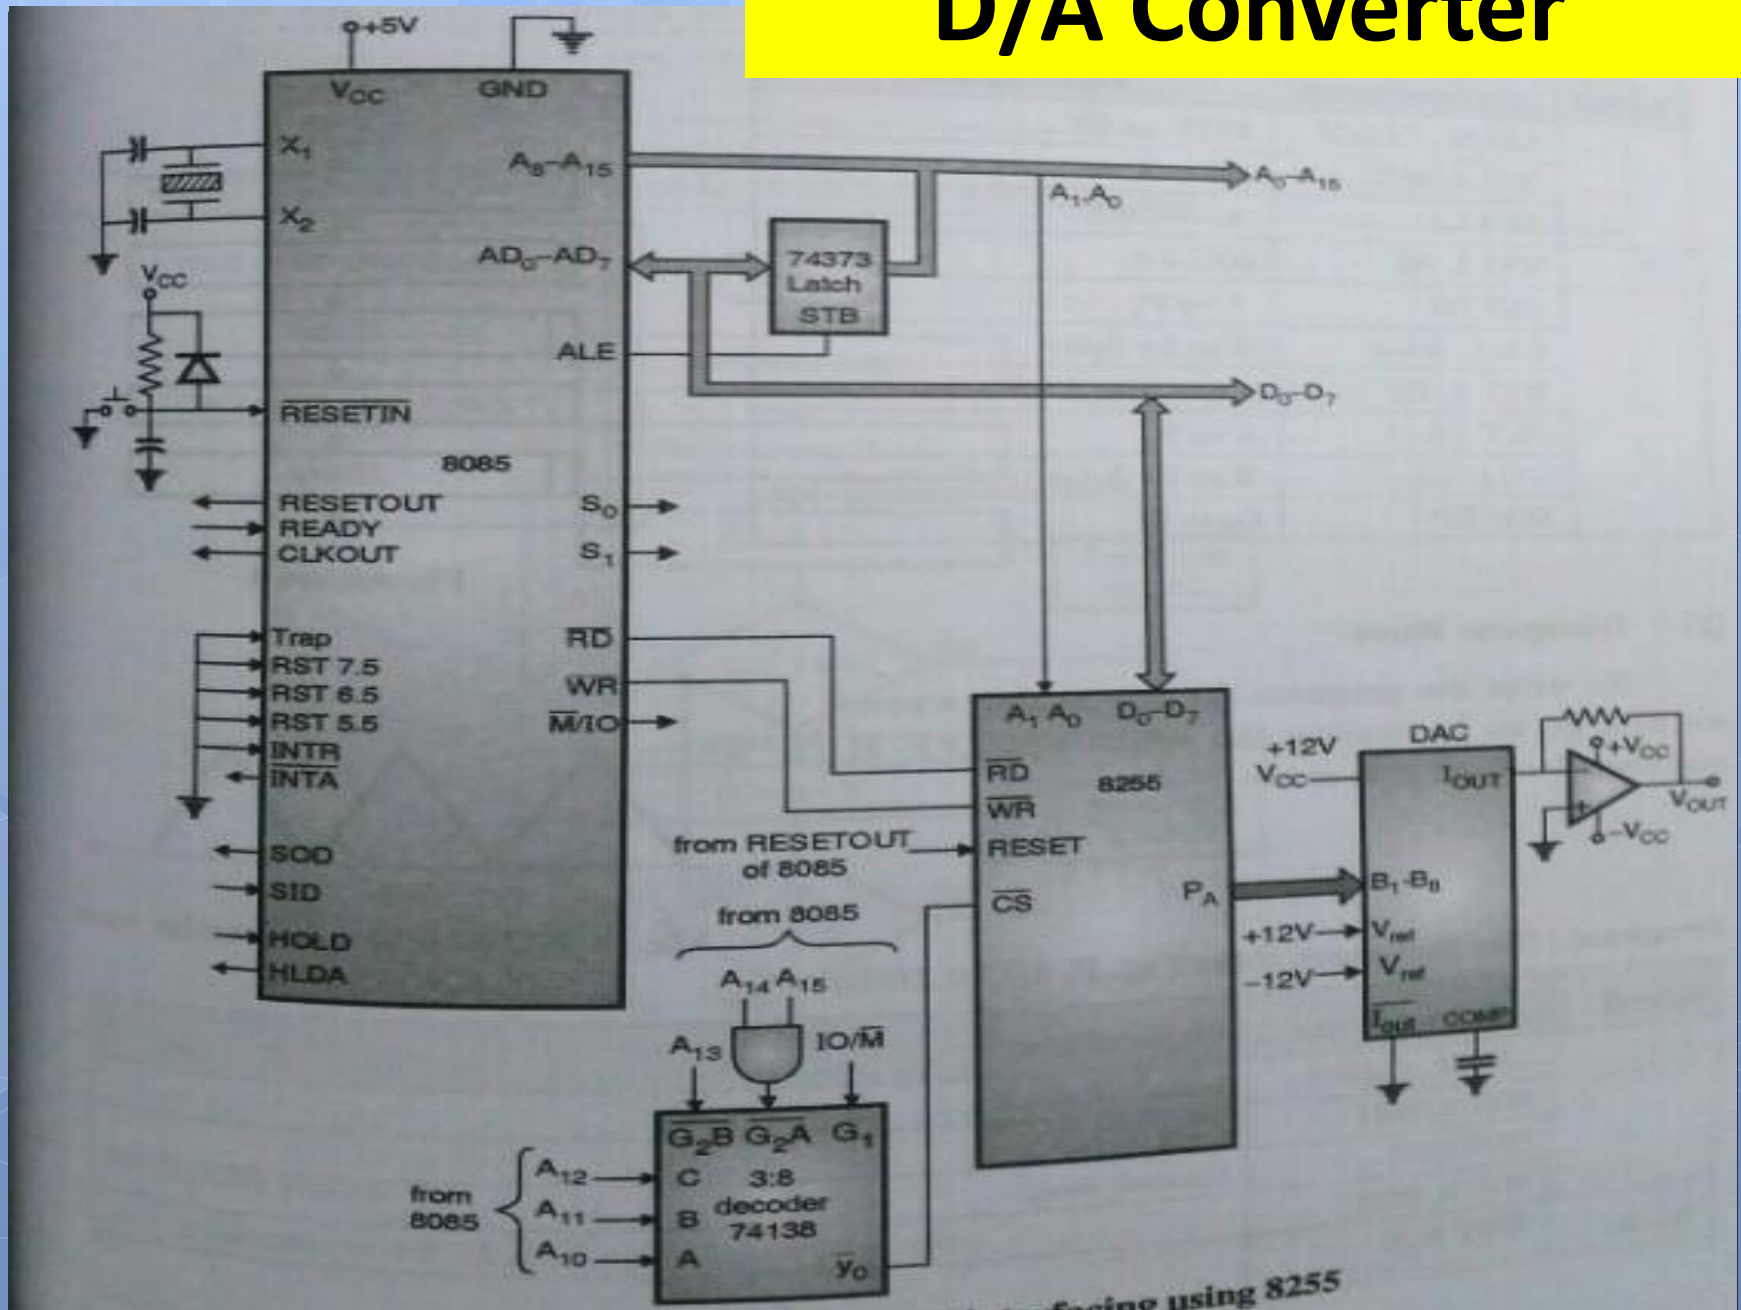 D/A Converter
+5V
VCC
GND
X1
X2
A8–A15
A0–A15
A1,A0
AD0–AD7
74373
Latch
STB
ALE
VCC
D0–D7
RESETIN
8085
RESETOUT
READY
CLKOUT
S0
S1
Trap
RST 7.5
RST 6.5
RST 5.5
INTR
INTA
RD
WR
M/IO
SOD
SID
HOLD
HLDA
A1 A0 D0–D7
RD
8255
WR
from RESETOUT
of 8085
RESET
CS
PA
DAC
+12V
VCC
IOUT
+VCC
–VCC
VOUT
B1-B8
+12V
Vref
–12V
Vref
IOUT COMP
from 8085
A14 A15
A13
IO/M
G2B G2A G1
from
8085
A12
A11
A10
C
B
A
3:8
decoder
74138
y0
using 8255